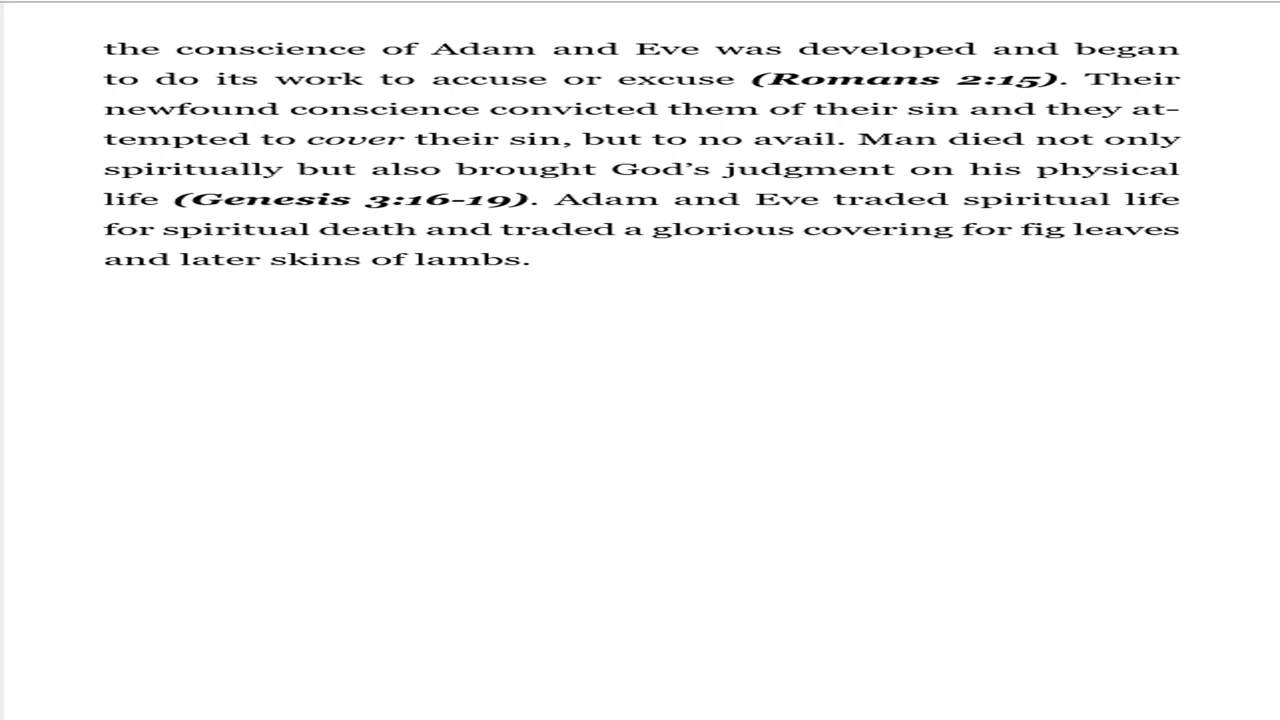 the conscience of Adam and Eve was developed and began
to do its work to accuse or excuse (Romans 2:15). Their
newfound conscience convicted them of their sin and they at-
tempted to cover their sin, but to no avail. Man died not only
spiritually but also brought God’s judgment on his physical
life (Genesis 3:16-19). Adam and Eve traded spiritual life
for spiritual death and traded a glorious covering for fig leaves
and later skins of lambs.